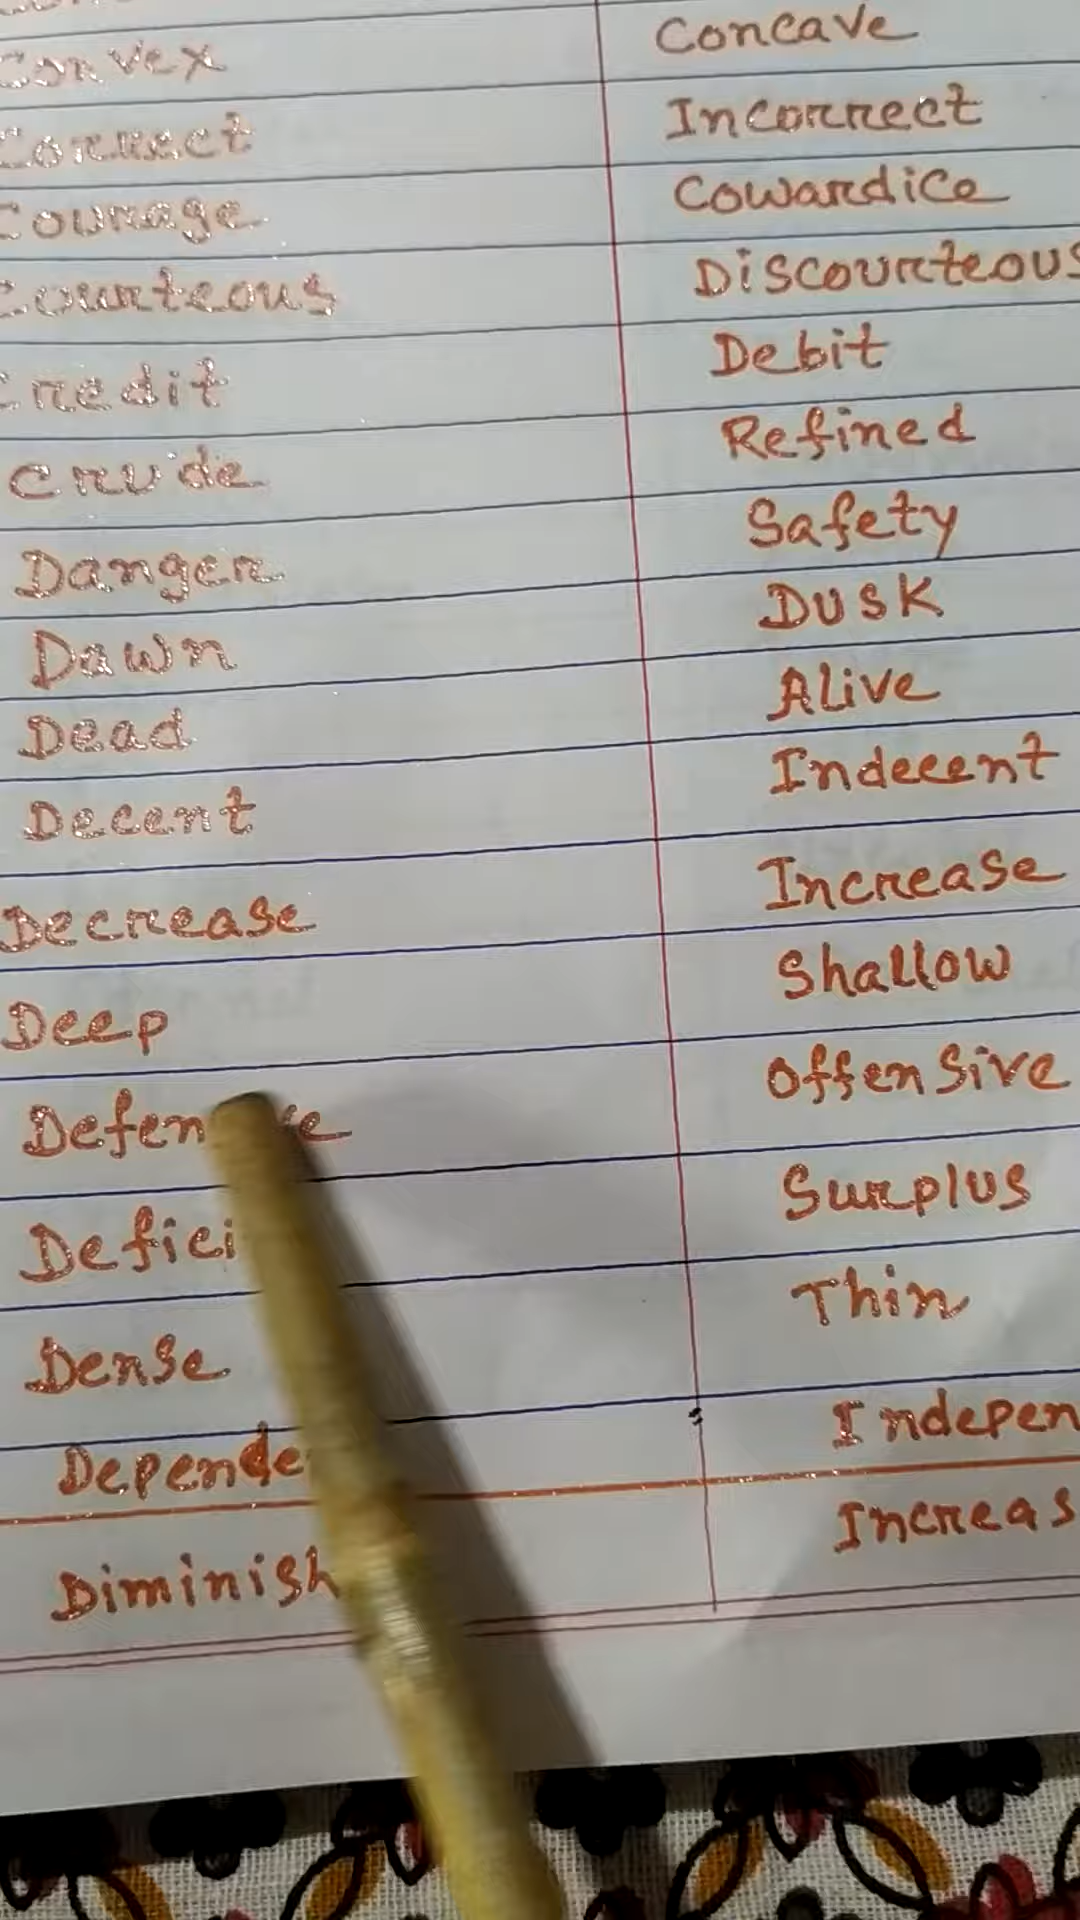 Convex Concave
Correct Incorrect
Courage Cowardice
Courteous Discourteous
Credit Debit
Crude Refined
Danger Safety
Dawn Dusk
Dead Alive
Decent Indecent
Decrease Increase
Deep Shallow
Offensive
Surplus
Dense Thin
Diminish